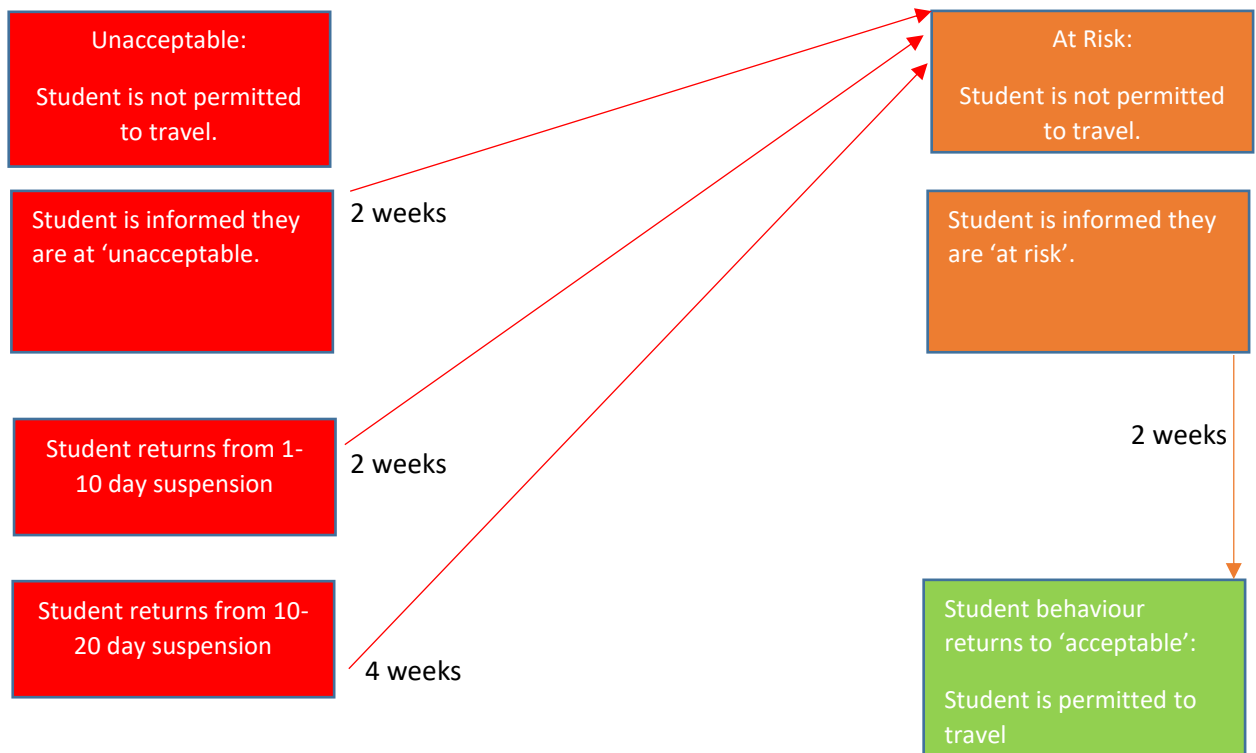 Unacceptable:
Student is not permitted
to travel.
Student is informed they
are at ‘unacceptable.
2 weeks
Student returns from 1-
10 day suspension
2 weeks
Student returns from 10-
20 day suspension
4 weeks
At Risk:
Student is not permitted
to travel.
Student is informed they
are ‘at risk’.
2 weeks
Student behaviour
returns to ‘acceptable’:
Student is permitted to
travel